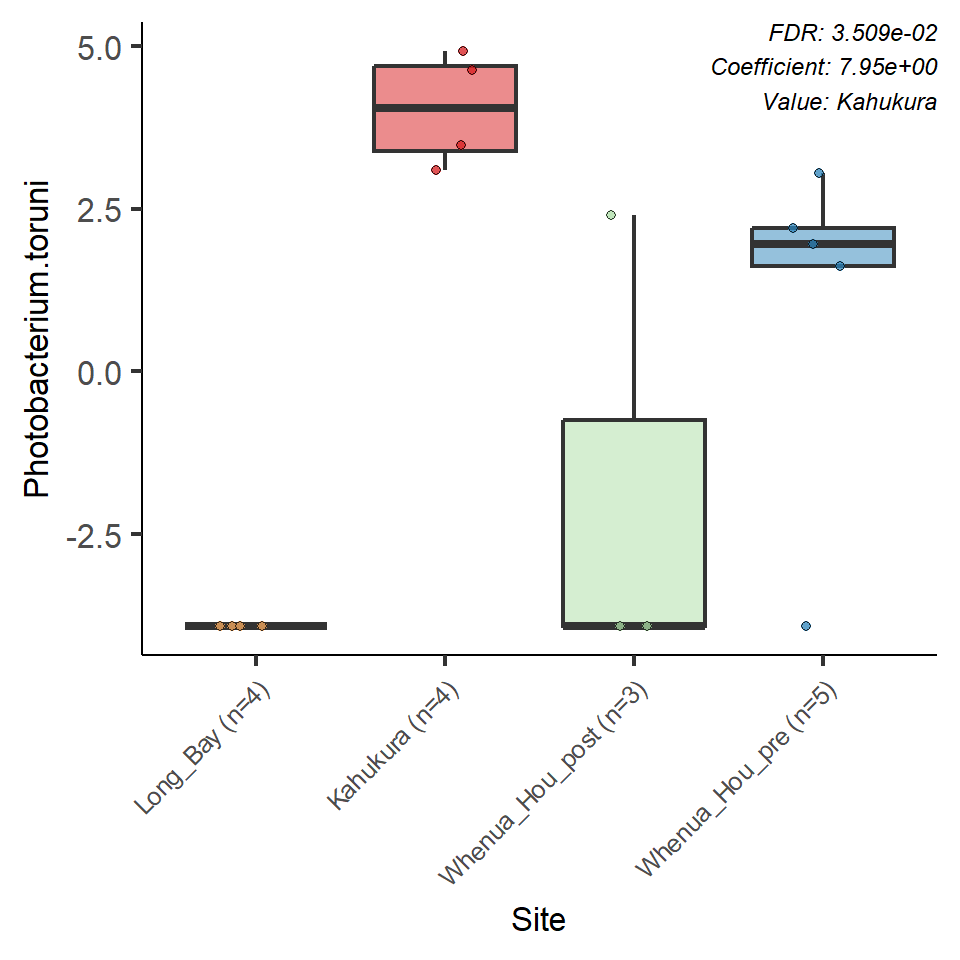 FDR: 3.509e-02
Coefficient: 7.95e+00
Value: Kahukura
Photobacterium.toruni
5.0
2.5
0.0
-2.5
Long_Bay (n=4)
Kahukura (n=4)
Whenua_Hou_post (n=3)
Whenua_Hou_pre (n=5)
Site